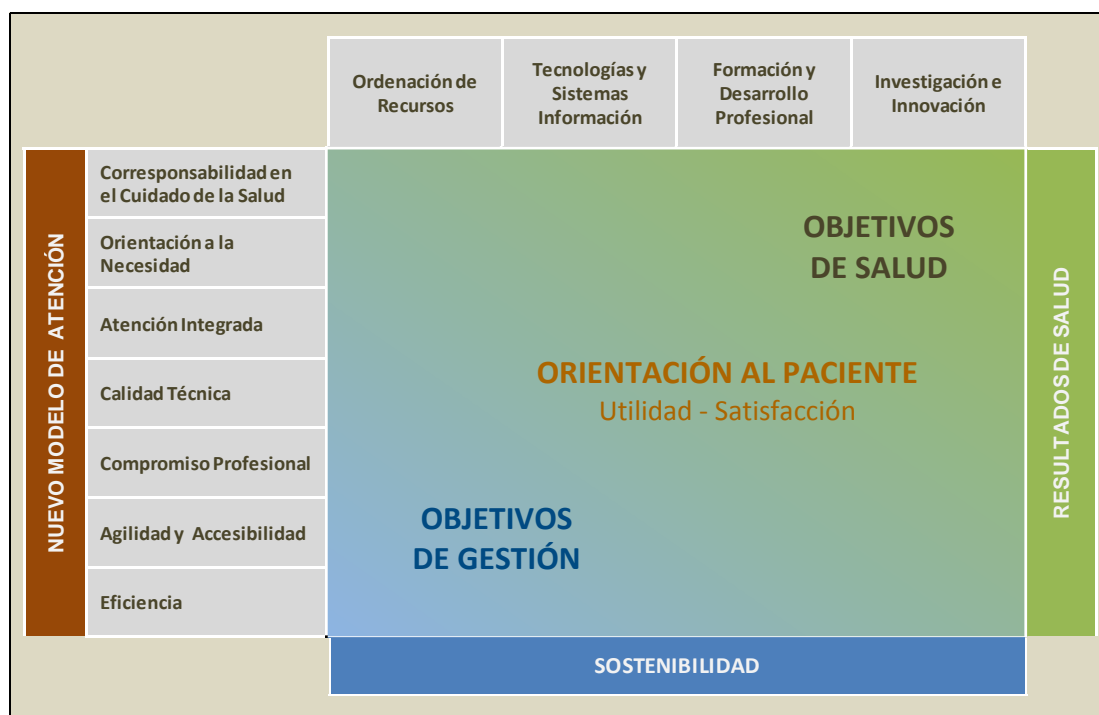 Ordenación de
Recursos
Tecnologías y
Sistemas
Información
Formación y
Desarrollo
Profesional
Investigación e
Innovación
NUEVO MODELO DE ATENCIÓN
Corresponsabilidad en
el Cuidado de la Salud
Orientación a la
Necesidad
Atención Integrada
Calidad Técnica
Compromiso Profesional
Agilidad y Accesibilidad
Eficiencia
OBJETIVOS
DE SALUD
ORIENTACIÓN AL PACIENTE
Utilidad - Satisfacción
OBJETIVOS
DE GESTIÓN
RESULTADOS DE SALUD
SOSTENIBILIDAD